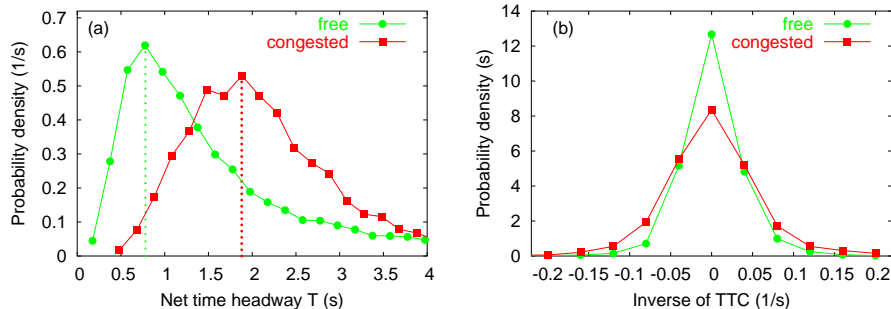 (a)
free
congested
0.7
0.6
0.5
0.4
0.3
0.2
0.1
0
Probability density (1/s)
0 0.5 1 1.5 2 2.5 3 3.5 4
Net time headway T (s)
(b)
free
congested
14
12
10
8
6
4
2
0
Probability density (s)
-0.2 -0.15 -0.10 -0.05 0 0.05 0.10 0.15 0.2
Inverse of TTC (1/s)